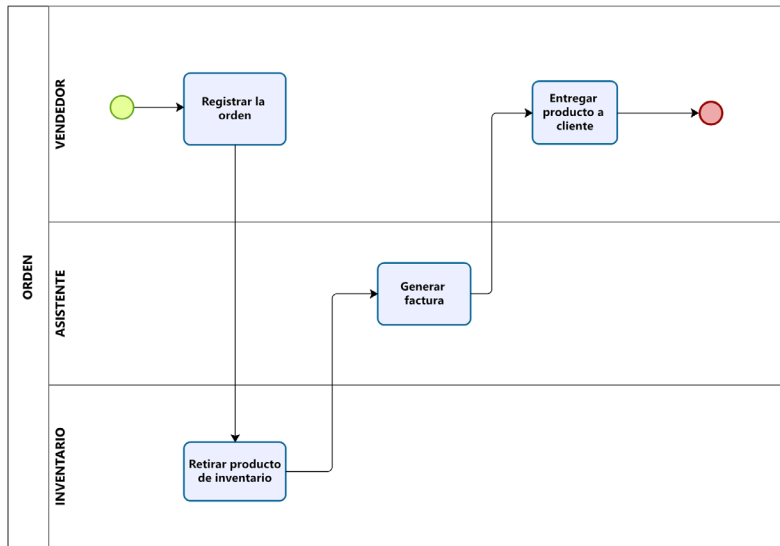 ORDEN
VENDEDOR
Registrar la
orden
Entregar
producto a
cliente
ASISTENTE
Generar
factura
INVENTARIO
Retirar producto
de inventario